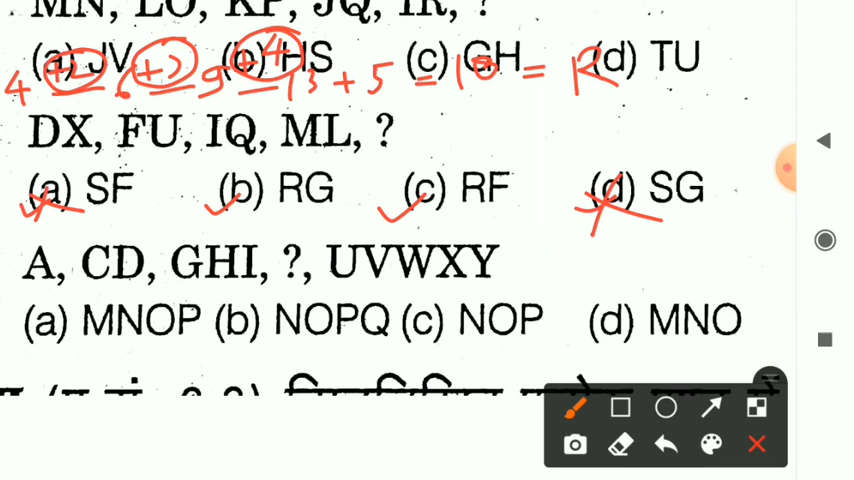 MN, LO, KP, JQ, IR, ?
(a) JV (b) HS (c) GH (d) TU
4 +2 6 +3 9 +4 13 + 5 = 18 = R
DX, FU, IQ, ML, ?
(a) SF (b) RG (c) RF (d) SG
A, CD, GHI, ?, UVWXY
(a) MNOP (b) NOPQ (c) NOP (d) MNO